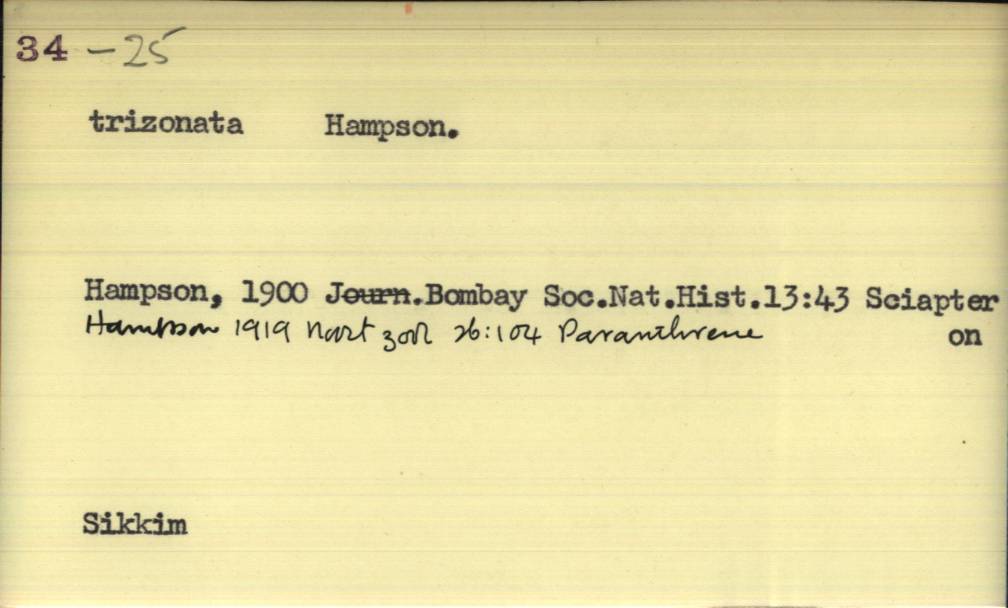 34 - 25
trizonata Hampson.
Hampson, 1900 Journ.Bombay Soc.Nat.Hist.13:43 Sciapter
on
Hampson 1919 Novit zool 26:104 Paranthrene
Sikkim